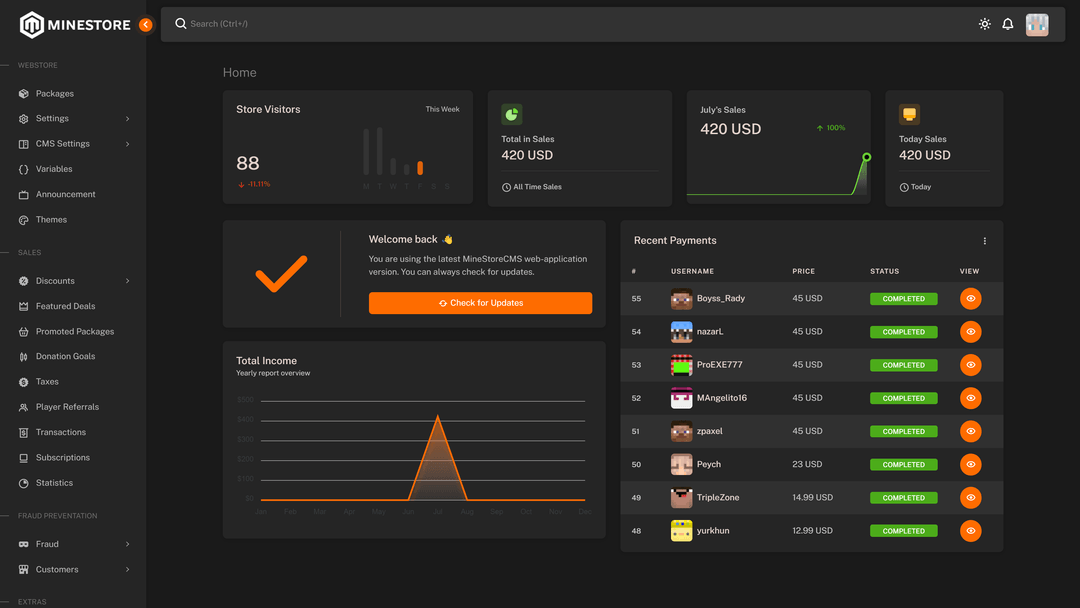 MINESTORE
Search (Ctrl+/)
WEBSTORE
Packages
Settings
CMS Settings
Variables
Announcement
Themes
SALES
Discounts
Featured Deals
Promoted Packages
Donation Goals
Taxes
Player Referrals
Transactions
Subscriptions
Statistics
FRAUD PREVENTATION
Fraud
Customers
EXTRAS
Home
Store Visitors
This Week
88
-11.11%
M T W T F S S
Total in Sales
420 USD
All Time Sales
July's Sales
420 USD
100%
Today Sales
420 USD
Today
Welcome back 👋
You are using the latest MineStoreCMS web-application
version. You can always check for updates.
Check for Updates
Total Income
Yearly report overview
$500
$400
$300
$200
$100
$0
Jan Feb Mar Apr May Jun Jul Aug Sep Oct Nov Dec
Recent Payments
# USERNAME PRICE STATUS VIEW
55 Boyss_Rady 45 USD COMPLETED
54 nazarL 45 USD COMPLETED
53 ProEXE777 45 USD COMPLETED
52 MAngelito16 45 USD COMPLETED
51 zpaxel 45 USD COMPLETED
50 Peych 23 USD COMPLETED
49 TripleZone 14.99 USD COMPLETED
48 yurkhun 12.99 USD COMPLETED